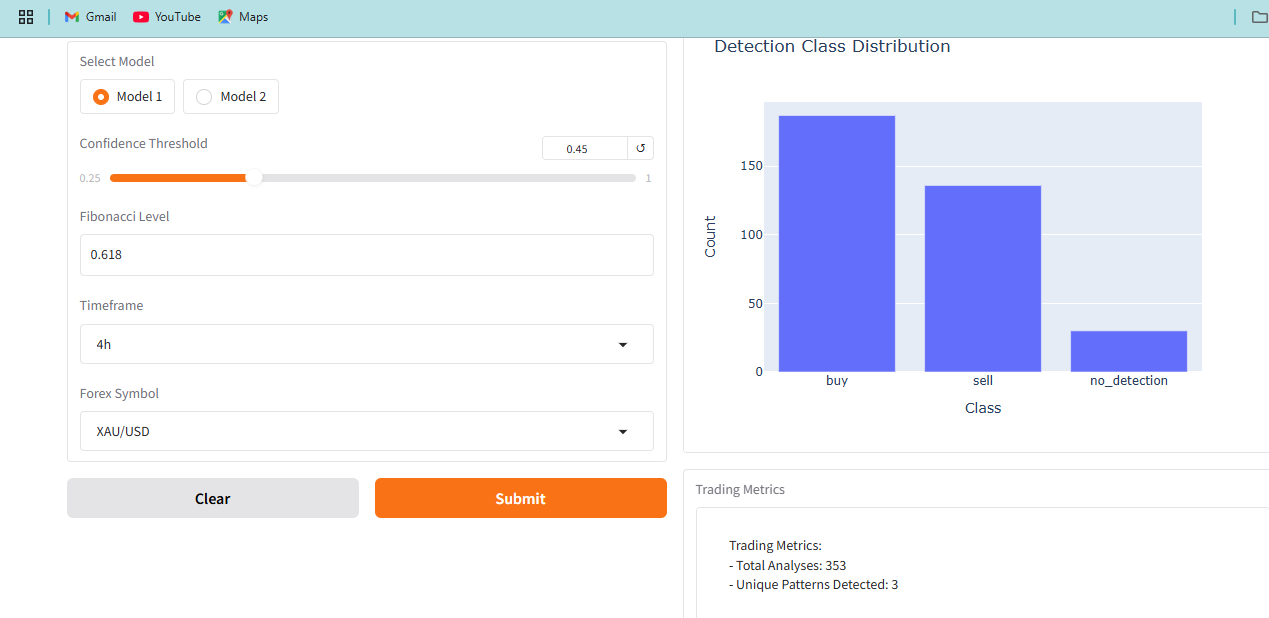 Gmail
YouTube
Maps
Select Model
Model 1
Model 2
Confidence Threshold
0.45
↺
0.25
1
Fibonacci Level
0.618
Timeframe
4h
Forex Symbol
XAU/USD
Clear
Submit
Detection Class Distribution
150
100
50
0
Count
buy
sell
no_detection
Class
Trading Metrics
Trading Metrics:
- Total Analyses: 353
- Unique Patterns Detected: 3